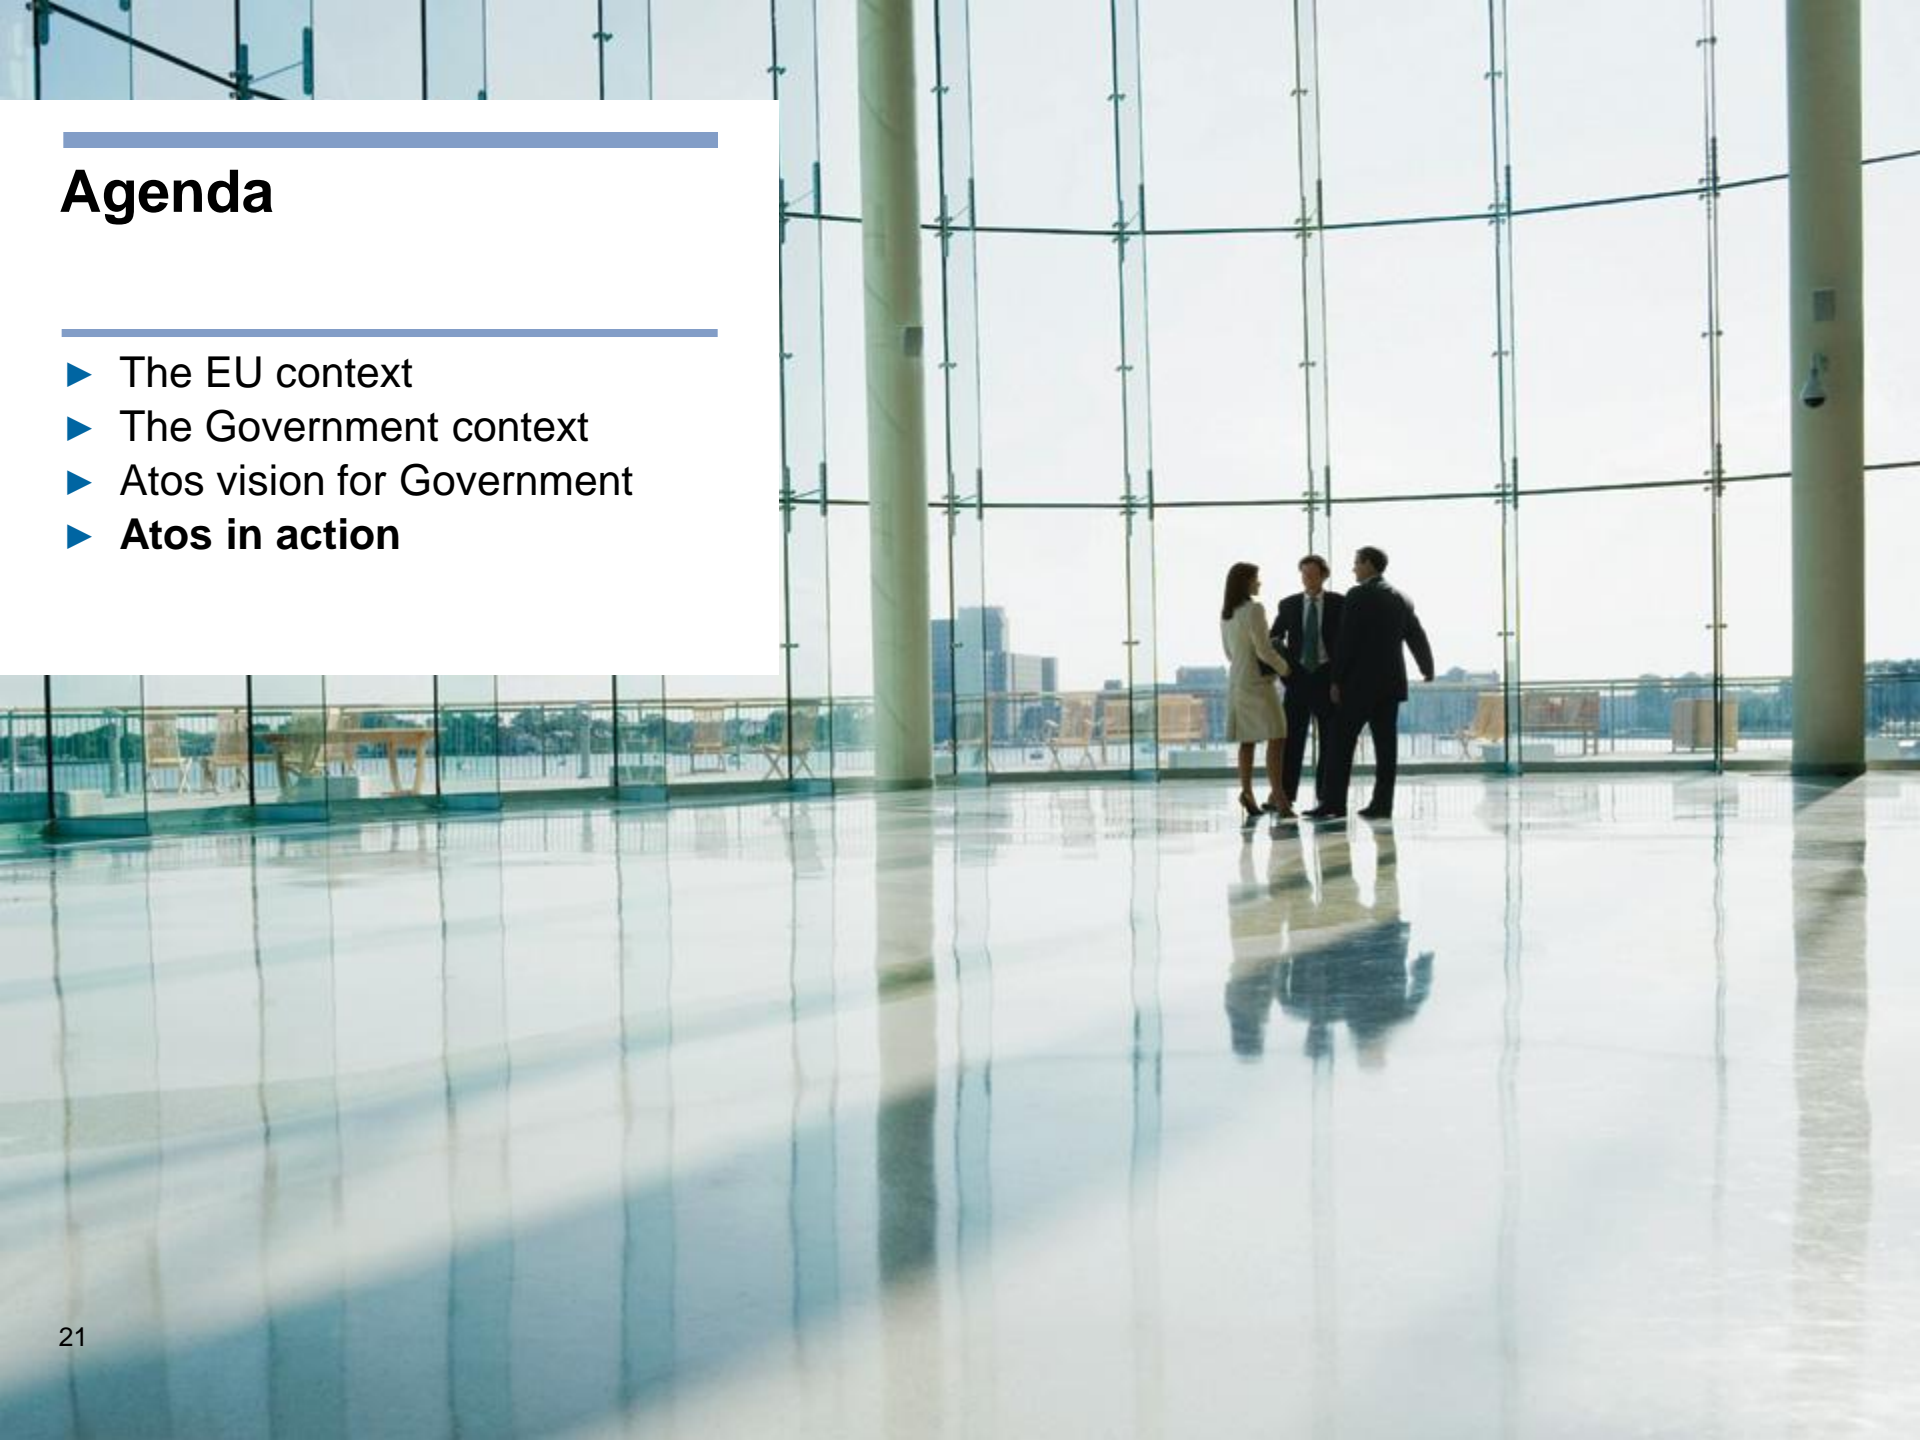 Agenda
► The EU context
► The Government context
► Atos vision for Government
► Atos in action
21